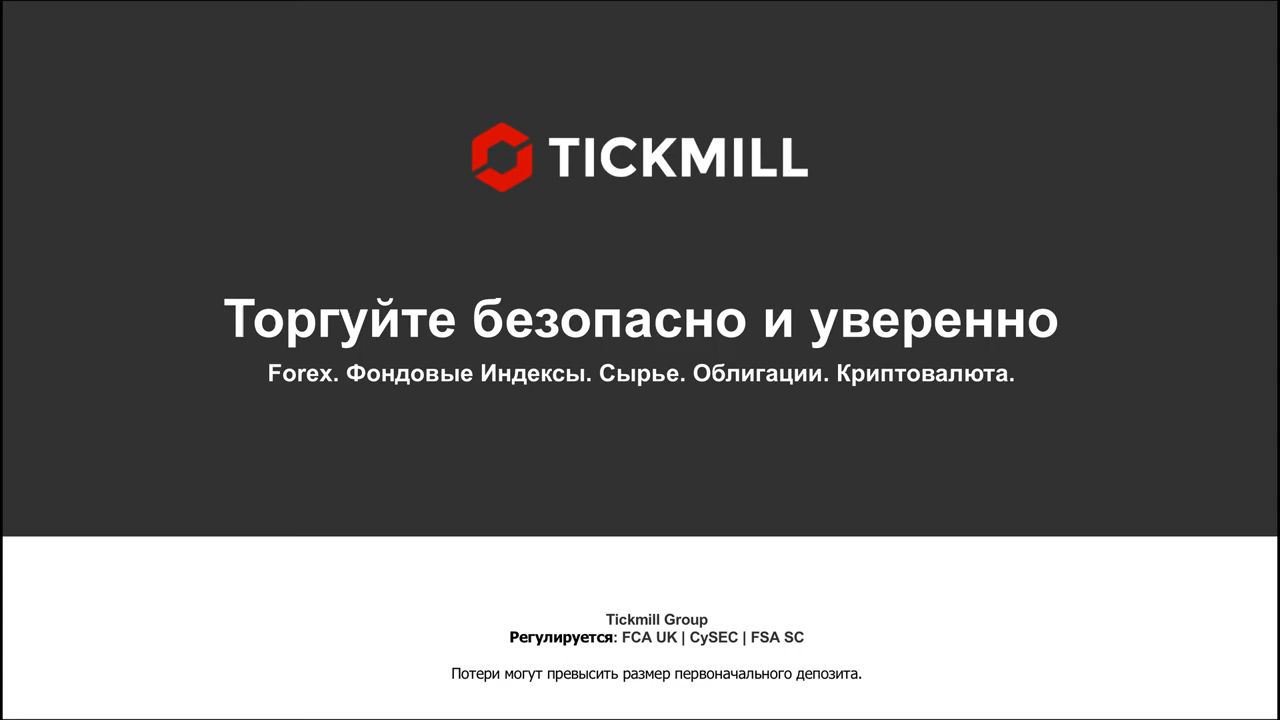 TICKMILL
Торгуйте безопасно и уверенно
Forex. Фондовые Индексы. Сырье. Облигации. Криптовалюта.
Tickmill Group
Регулируется: FCA UK | CySEC | FSA SC
Потери могут превысить размер первоначального депозита.